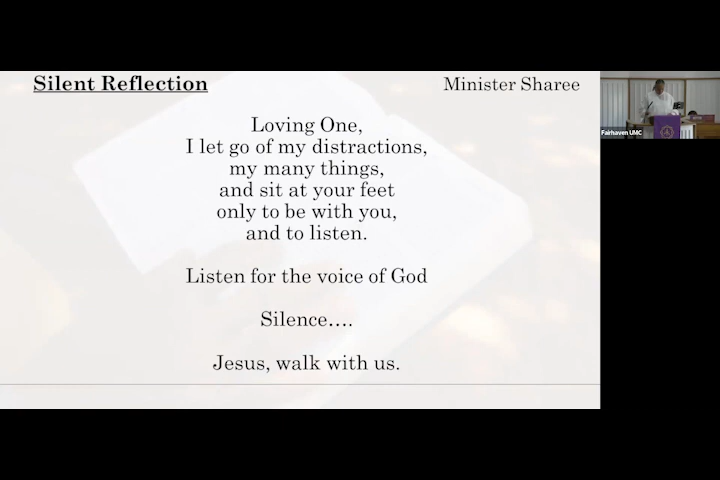 Silent Reflection
Minister Sharee
Loving One,
I let go of my distractions,
my many things,
and sit at your feet
only to be with you,
and to listen.
Listen for the voice of God
Silence....
Jesus, walk with us.
Fairhaven UMC